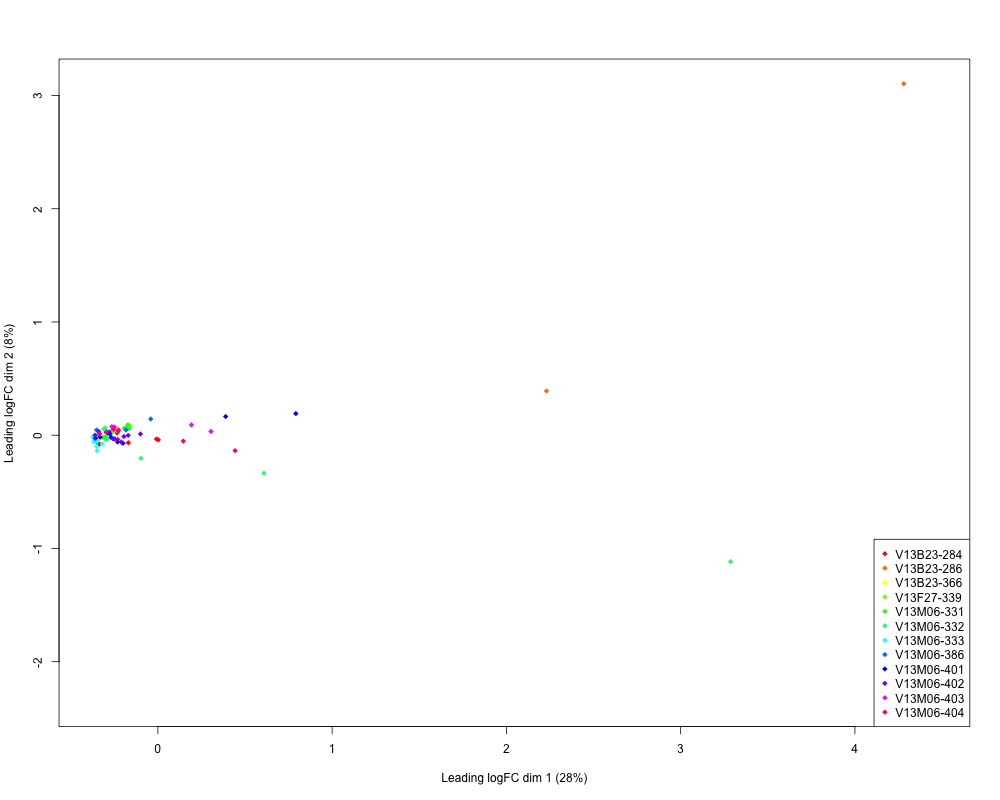 3
2
1
0
-1
-2
Leading logFC dim 2 (8%)
0
1
2
3
4
Leading logFC dim 1 (28%)
V13B23-284
V13B23-286
V13B23-366
V13F27-339
V13M06-331
V13M06-332
V13M06-333
V13M06-386
V13M06-401
V13M06-402
V13M06-403
V13M06-404